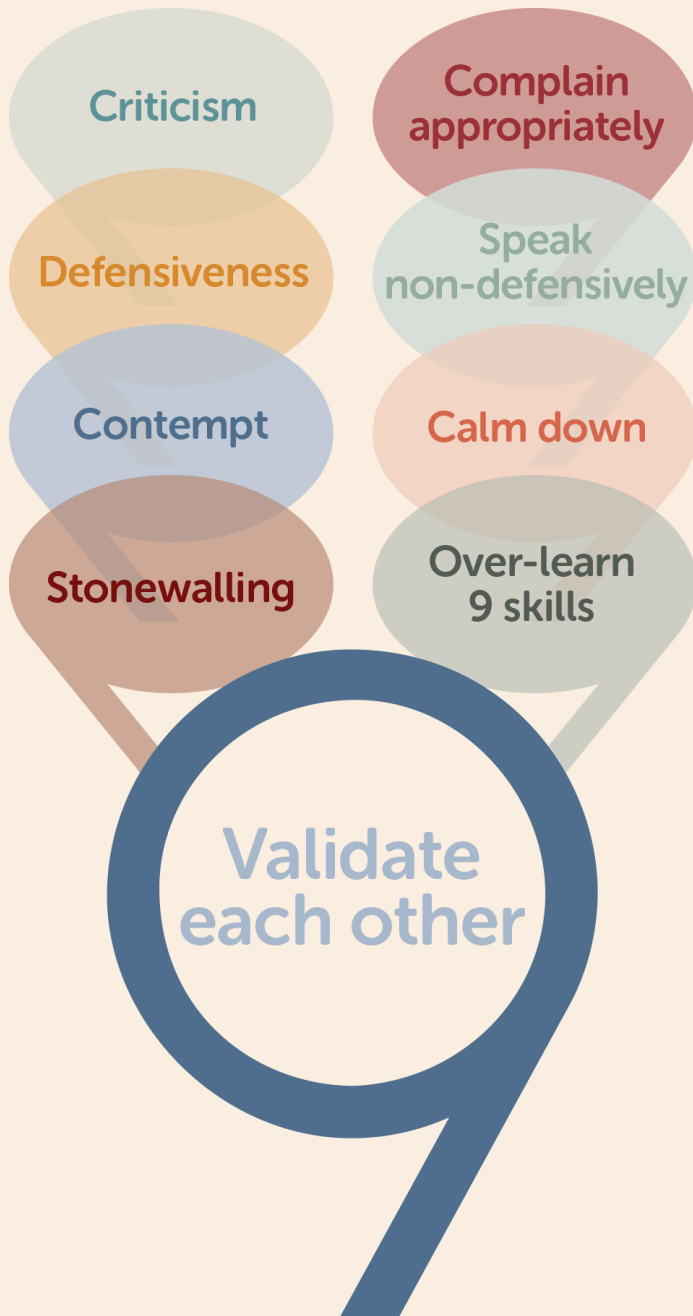 Criticism
Defensiveness
Contempt
Stonewalling
Complain
appropriately
Speak
non-defensively
Calm down
Over-learn
9 skills
Validate
each other